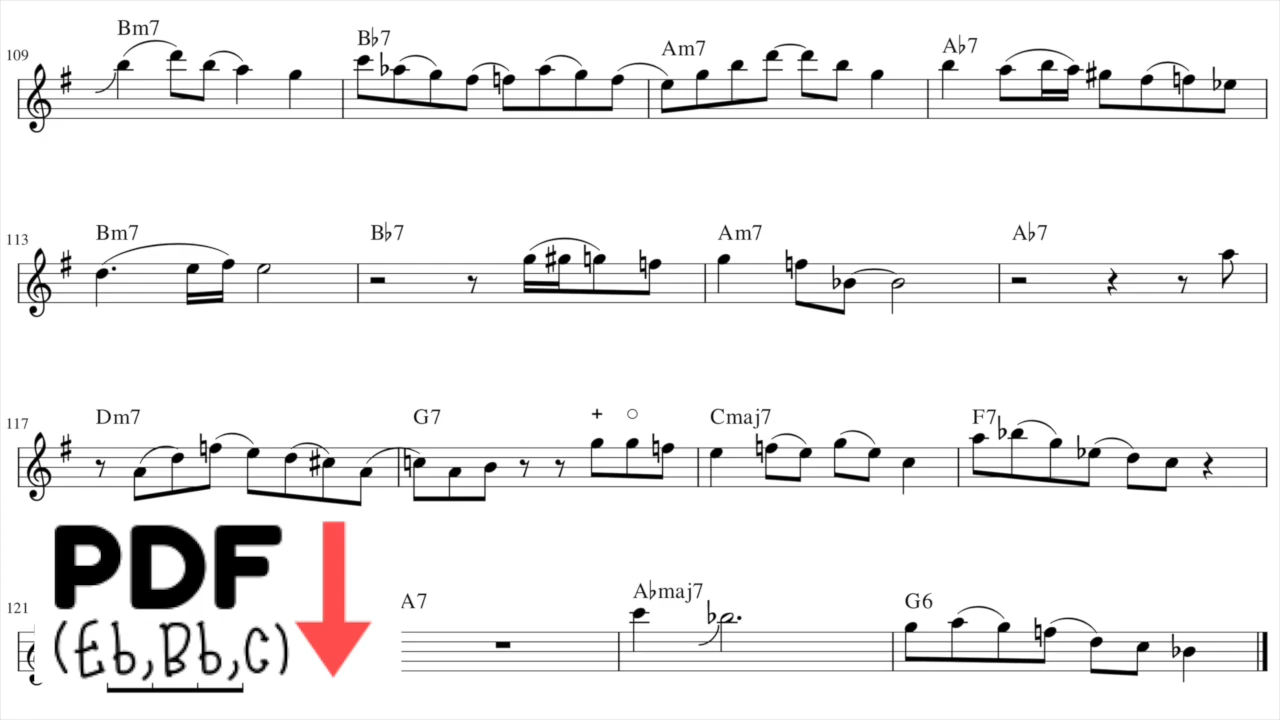 109 Bm7 B♭7 Am7 A♭7
113 Bm7 B♭7 Am7 A♭7
117 Dm7 G7 + ○ Cmaj7 F7
PDF
121 A7 A♭maj7 G6
(Eb,Bb,C)